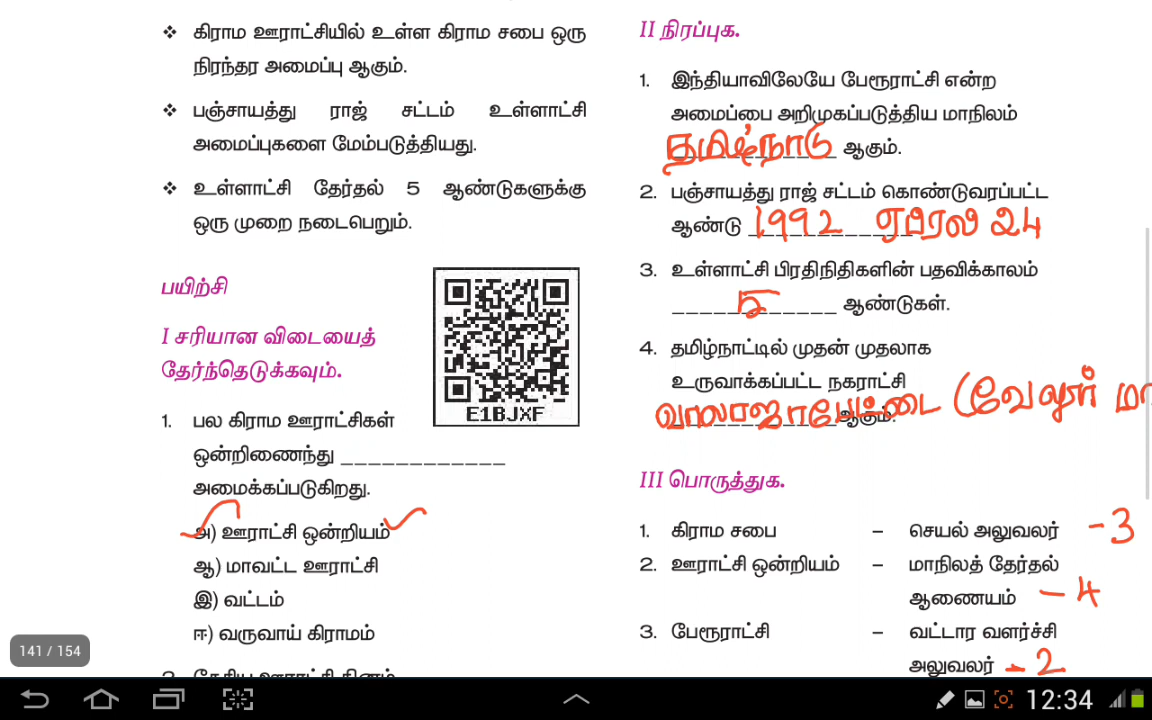 ❖ கிராம ஊராட்சியில் உள்ள கிராம சபை ஒரு
நிரந்தர அமைப்பு ஆகும்.
❖ பஞ்சாயத்து ராஜ் சட்டம் உள்ளாட்சி
அமைப்புகளை மேம்படுத்தியது.
❖ உள்ளாட்சி தேர்தல் 5 ஆண்டுகளுக்கு
ஒரு முறை நடைபெறும்.
பயிற்சி
I சரியான விடையைத்
தேர்ந்தெடுக்கவும்.
E1BJXF
1. பல கிராம ஊராட்சிகள்
ஒன்றிணைந்து ____________
அமைக்கப்படுகிறது.
அ) ஊராட்சி ஒன்றியம்
ஆ) மாவட்ட ஊராட்சி
இ) வட்டம்
ஈ) வருவாய் கிராமம்
II நிரப்புக.
1. இந்தியாவிலேயே பேரூராட்சி என்ற
அமைப்பை அறிமுகப்படுத்திய மாநிலம்
தமிழ்நாடு ஆகும்.
2. பஞ்சாயத்து ராஜ் சட்டம் கொண்டுவரப்பட்ட
ஆண்டு 1992 ஏப்ரல் 24
3. உள்ளாட்சி பிரதிநிதிகளின் பதவிக்காலம்
5 ஆண்டுகள்.
4. தமிழ்நாட்டில் முதன் முதலாக
உருவாக்கப்பட்ட நகராட்சி
வாலாஜாபேட்டை ஆகும். (வேலூர் மா
III பொருத்துக.
1. கிராம சபை – செயல் அலுவலர் – 3
2. ஊராட்சி ஒன்றியம் – மாநிலத் தேர்தல்
ஆணையம் – 4
3. பேரூராட்சி – வட்டார வளர்ச்சி
அலுவலர் – 2
141 / 154
12:34